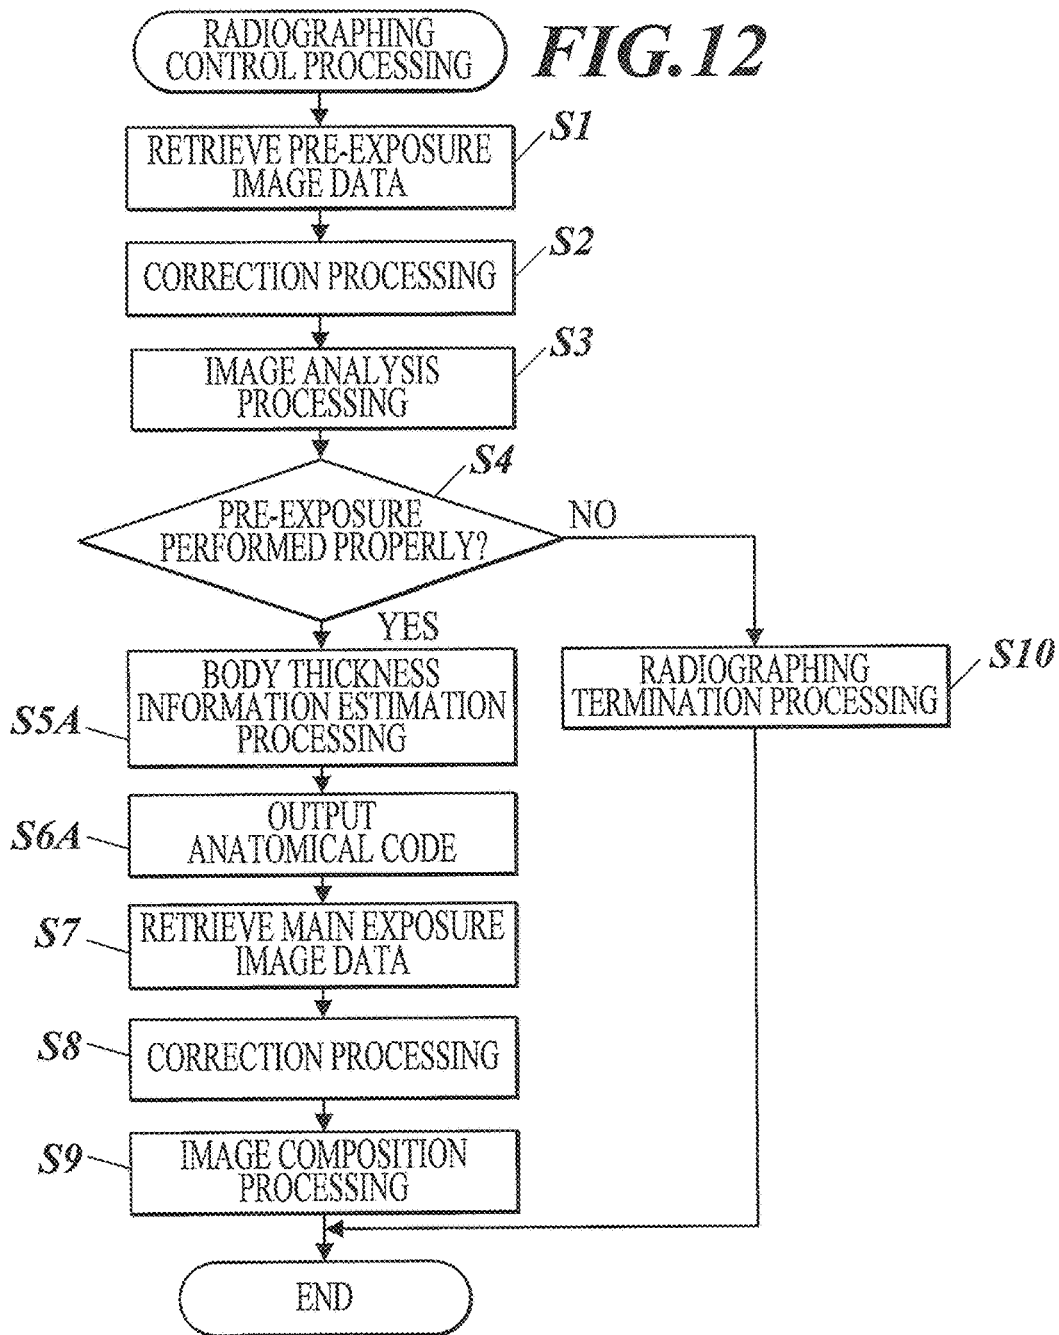 RADIOGRAPHING
CONTROL PROCESSING
FIG.12
S1
RETRIEVE PRE-EXPOSURE
IMAGE DATA
S2
CORRECTION PROCESSING
S3
IMAGE ANALYSIS
PROCESSING
S4
PRE-EXPOSURE
PERFORMED PROPERLY?
NO
YES
S10
RADIOGRAPHING
TERMINATION PROCESSING
S5A
BODY THICKNESS
INFORMATION ESTIMATION
PROCESSING
S6A
OUTPUT
ANATOMICAL CODE
S7
RETRIEVE MAIN EXPOSURE
IMAGE DATA
S8
CORRECTION PROCESSING
S9
IMAGE COMPOSITION
PROCESSING
END